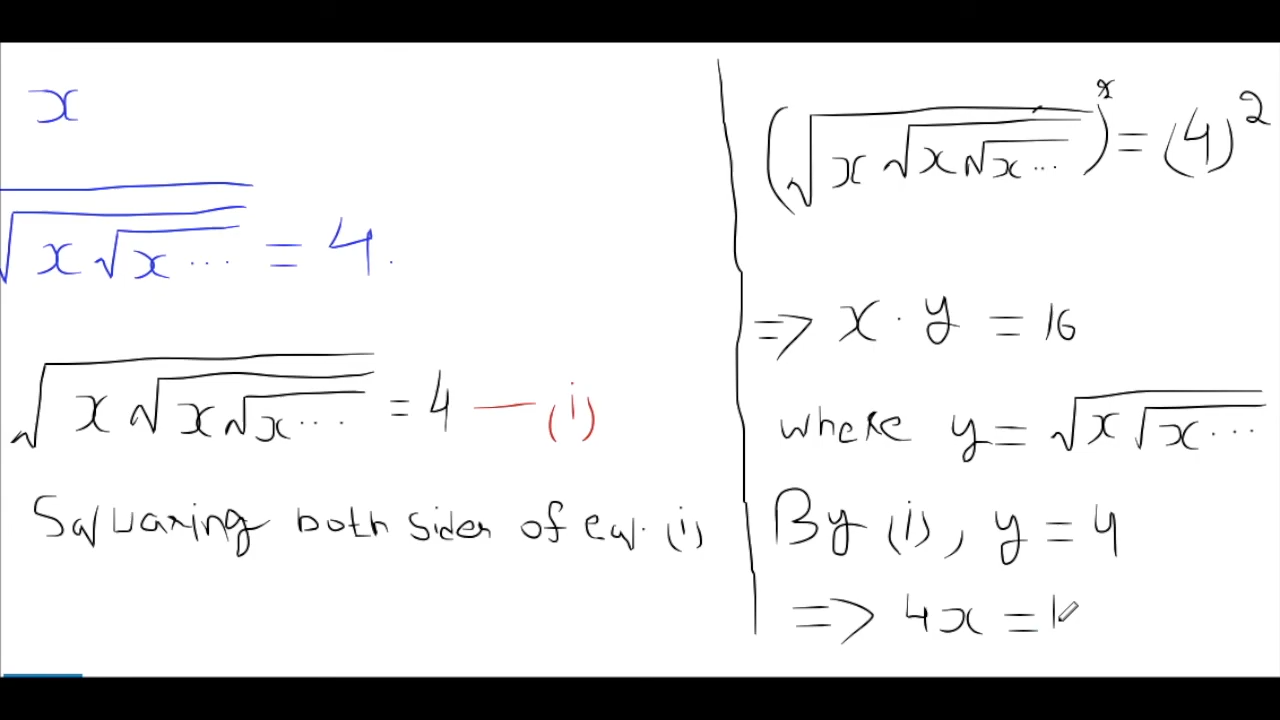 x
√x√x... = 4.
√x√x√x... = 4 — (i)
Squaring both sides of eq. (i)
(√x√x√x...)² = (4)²
=> x · y = 16
where y = √x√x...
By (i), y = 4
=> 4x = 1